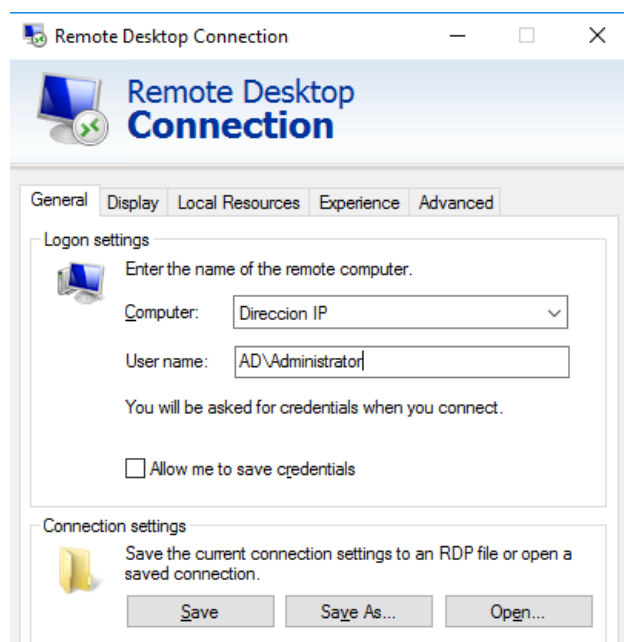 Remote Desktop Connection
Remote Desktop
Connection
General Display Local Resources Experience Advanced
Logon settings
Enter the name of the remote computer.
Computer: Direccion IP
User name: AD\Administrator
You will be asked for credentials when you connect.
Allow me to save credentials
Connection settings
Save the current connection settings to an RDP file or open a
saved connection.
Save Save As... Open...